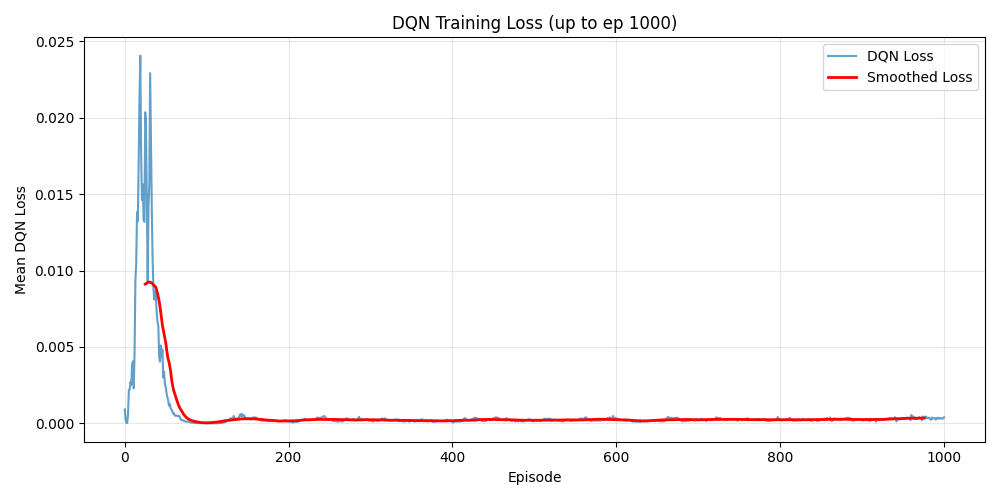 DQN Training Loss (up to ep 1000)
DQN Loss
Smoothed Loss
Mean DQN Loss
0.025
0.020
0.015
0.010
0.005
0.000
0 200 400 600 800 1000
Episode